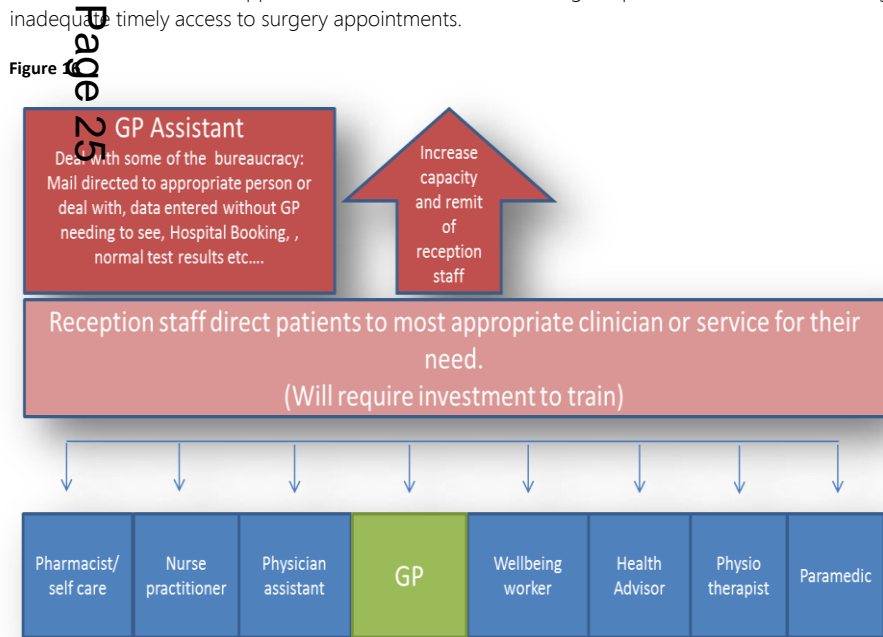 inadequate timely access to surgery appointments.
Page 25
Figure 16
GP Assistant
Deal with some of the bureaucracy:
Mail directed to appropriate person or
deal with, data entered without GP
needing to see, Hospital Booking, ,
normal test results etc....
Increase
capacity
and remit
of
reception
staff
Reception staff direct patients to most appropriate clinician or service for their
need.
(Will require investment to train)
Pharmacist/
self care
Nurse
practitioner
Physician
assistant
GP
Wellbeing
worker
Health
Advisor
Physio
therapist
Paramedic